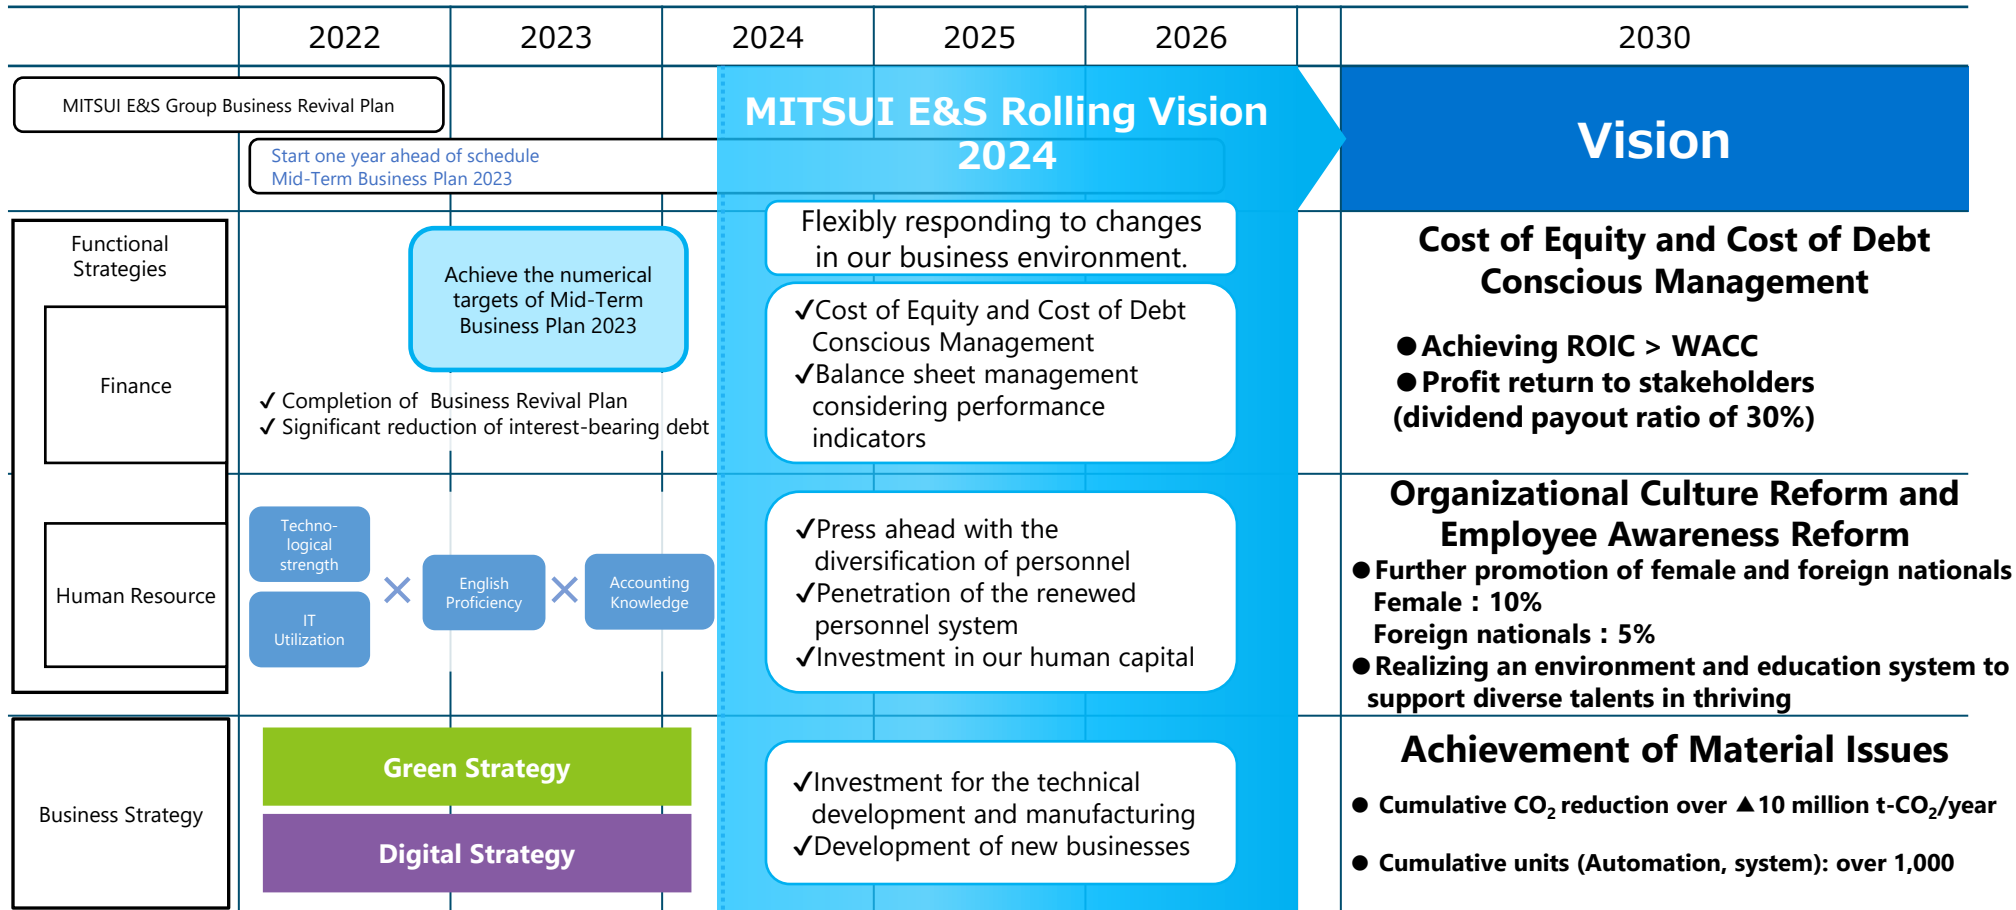 2022 2023 2024 2025 2026 2030
MITSUI E&S Group Business Revival Plan
Start one year ahead of schedule
Mid-Term Business Plan 2023
MITSUI E&S Rolling Vision
2024
Vision
Functional
Strategies
Finance
Human Resource
Achieve the numerical
targets of Mid-Term
Business Plan 2023
✓ Completion of Business Revival Plan
✓ Significant reduction of interest-bearing debt
Flexibly responding to changes
in our business environment.
✓Cost of Equity and Cost of Debt
Conscious Management
✓Balance sheet management
considering performance
indicators
Cost of Equity and Cost of Debt
Conscious Management
●Achieving ROIC > WACC
●Profit return to stakeholders
(dividend payout ratio of 30%)
Techno-
logical
strength
IT
Utilization
×
English
Proficiency
×
Accounting
Knowledge
✓Press ahead with the
diversification of personnel
✓Penetration of the renewed
personnel system
✓Investment in our human capital
Organizational Culture Reform and
Employee Awareness Reform
●Further promotion of female and foreign nationals
Female：10%
Foreign nationals：5%
●Realizing an environment and education system to
support diverse talents in thriving
Business Strategy
Green Strategy
Digital Strategy
✓Investment for the technical
development and manufacturing
✓Development of new businesses
Achievement of Material Issues
● Cumulative CO₂ reduction over ▲10 million t-CO₂/year
● Cumulative units (Automation, system): over 1,000